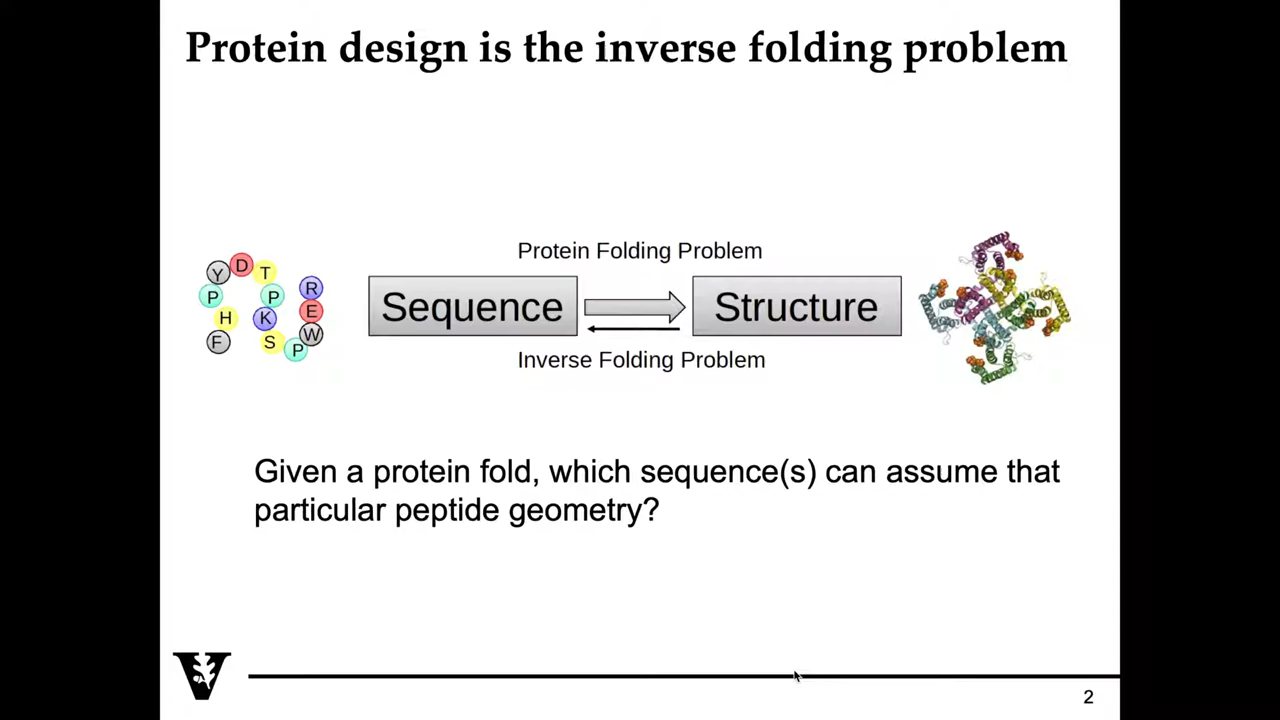 Protein design is the inverse folding problem
Protein Folding Problem
Y D T
P P R
H K E
F S P W
Sequence
Structure
Inverse Folding Problem
Given a protein fold, which sequence(s) can assume that
particular peptide geometry?
V
2